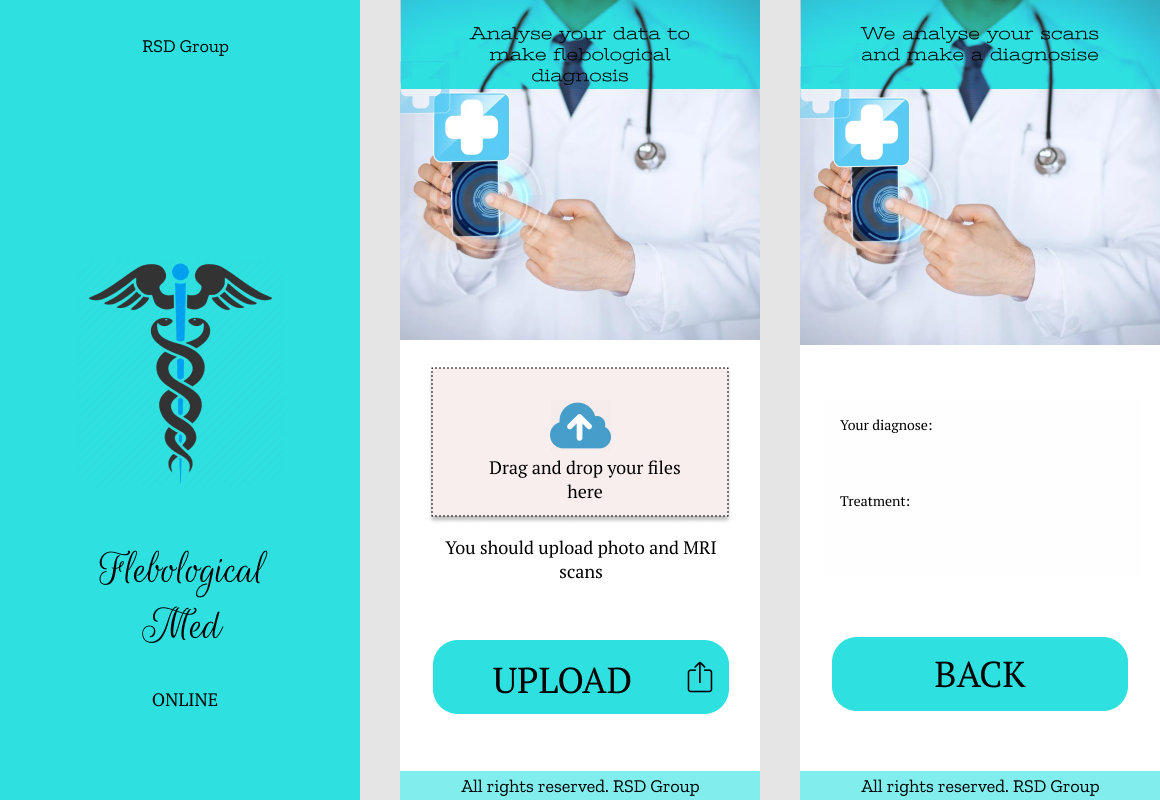 RSD Group
Flebological
Med
ONLINE
Analyse your data to
make flebological
diagnosis
Drag and drop your files
here
You should upload photo and MRI
scans
UPLOAD
All rights reserved. RSD Group
We analyse your scans
and make a diagnosise
Your diagnose:
Treatment:
BACK
All rights reserved. RSD Group